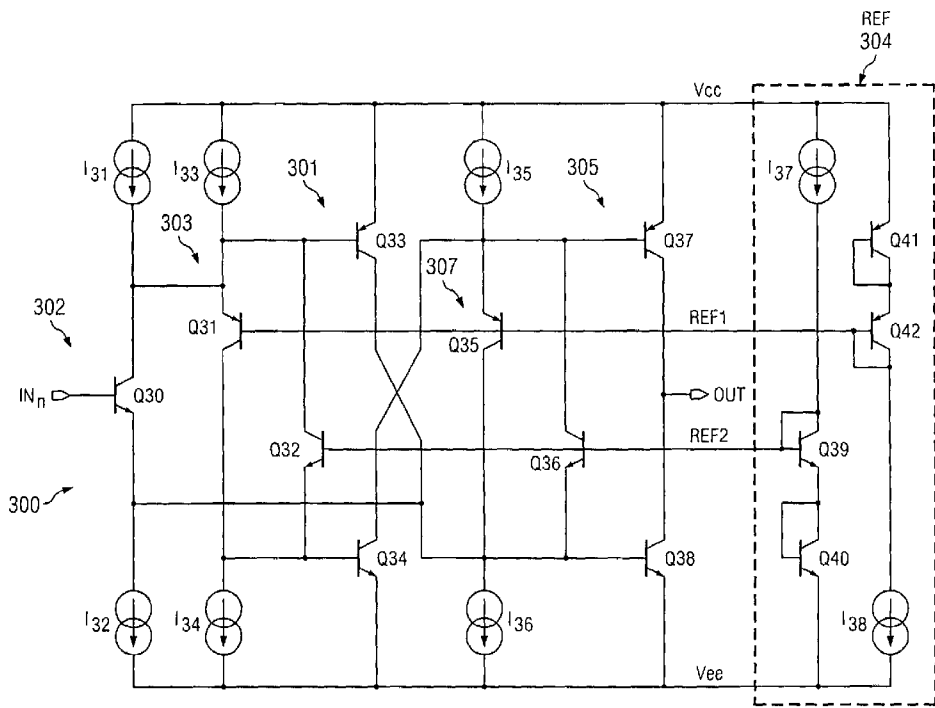 REF
304
Vcc
I31
I33
301
I35
305
I37
303
Q33
Q37
Q41
307
302
Q31
Q35
REF1
Q42
INn
Q30
OUT
Q32
Q36
REF2
Q39
300
Q34
Q38
Q40
I32
I34
I36
I38
Vee